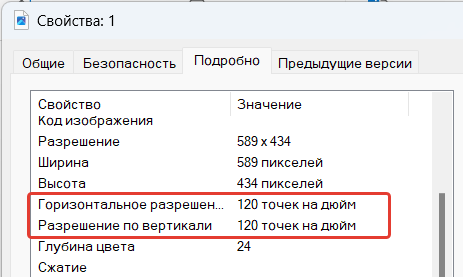 Свойства: 1
Общие Безопасность Подробно Предыдущие версии
Свойство Значение
Код изображения
Разрешение 589 x 434
Ширина 589 пикселей
Высота 434 пикселей
Горизонтальное разрешен... 120 точек на дюйм
Разрешение по вертикали 120 точек на дюйм
Глубина цвета 24
Сжатие